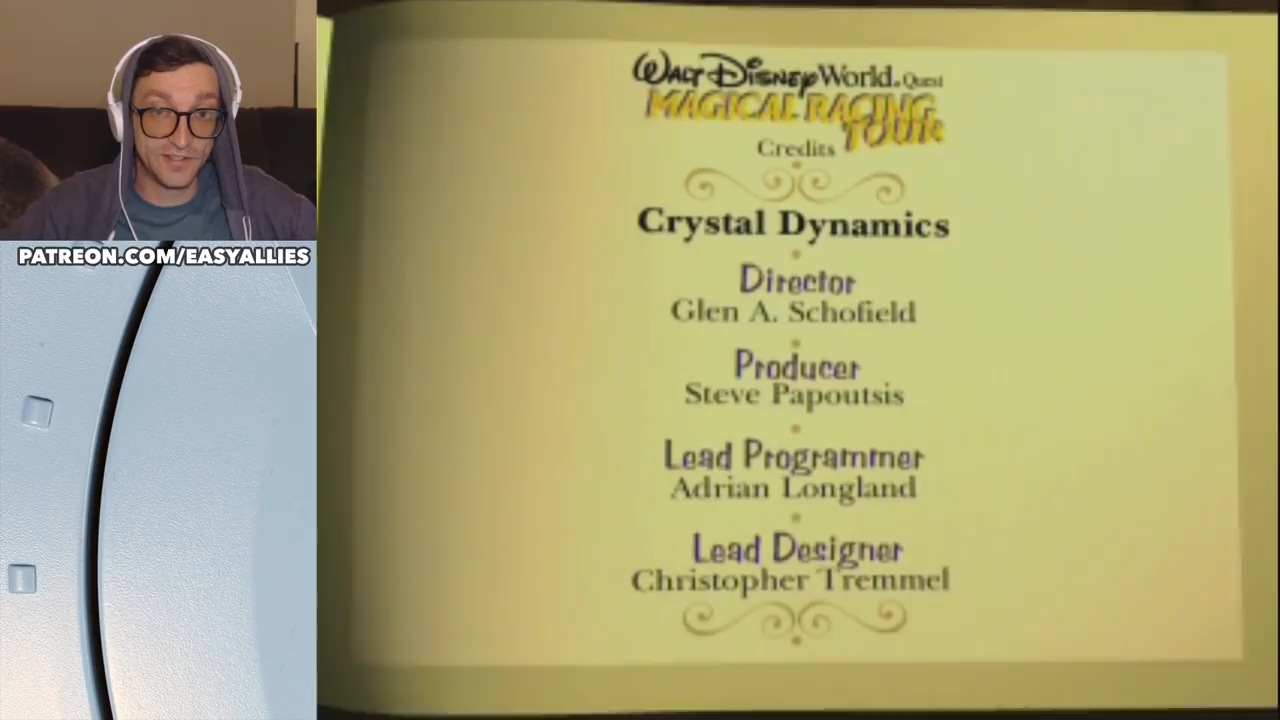 PATREON.COM/EASYALLIES
Walt Disney World. Quest
MAGICAL RACING
TOUR
Credits
Crystal Dynamics
Director
Glen A. Schofield
Producer
Steve Papoutsis
Lead Programmer
Adrian Longland
Lead Designer
Christopher Tremmel